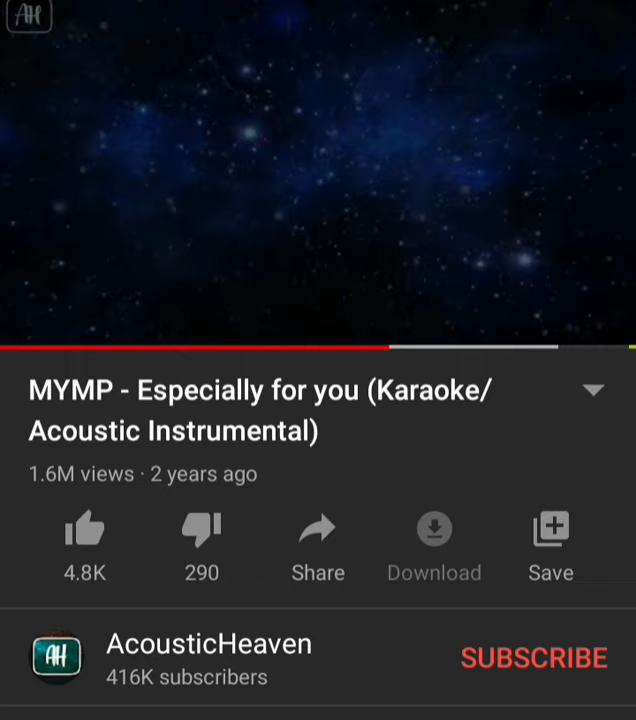 AH
MYMP - Especially for you (Karaoke/
Acoustic Instrumental)
1.6M views · 2 years ago
4.8K 290 Share Download Save
AH AcousticHeaven SUBSCRIBE
416K subscribers